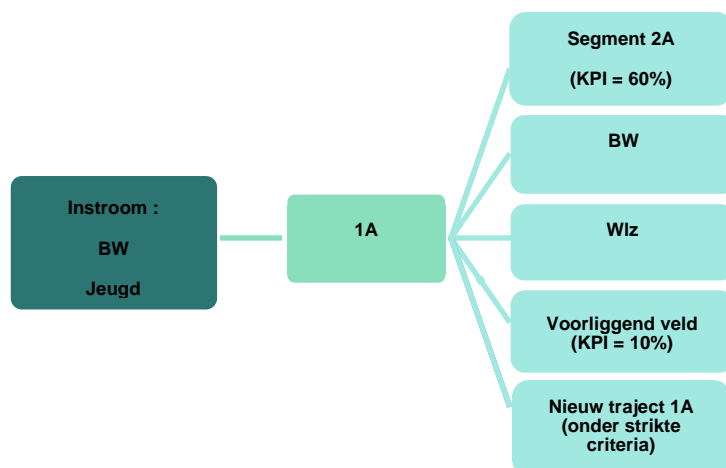 Instroom :
BW
Jeugd
1A
Segment 2A
(KPI = 60%)
BW
Wlz
Voorliggend veld
(KPI = 10%)
Nieuw traject 1A
(onder strikte
criteria)